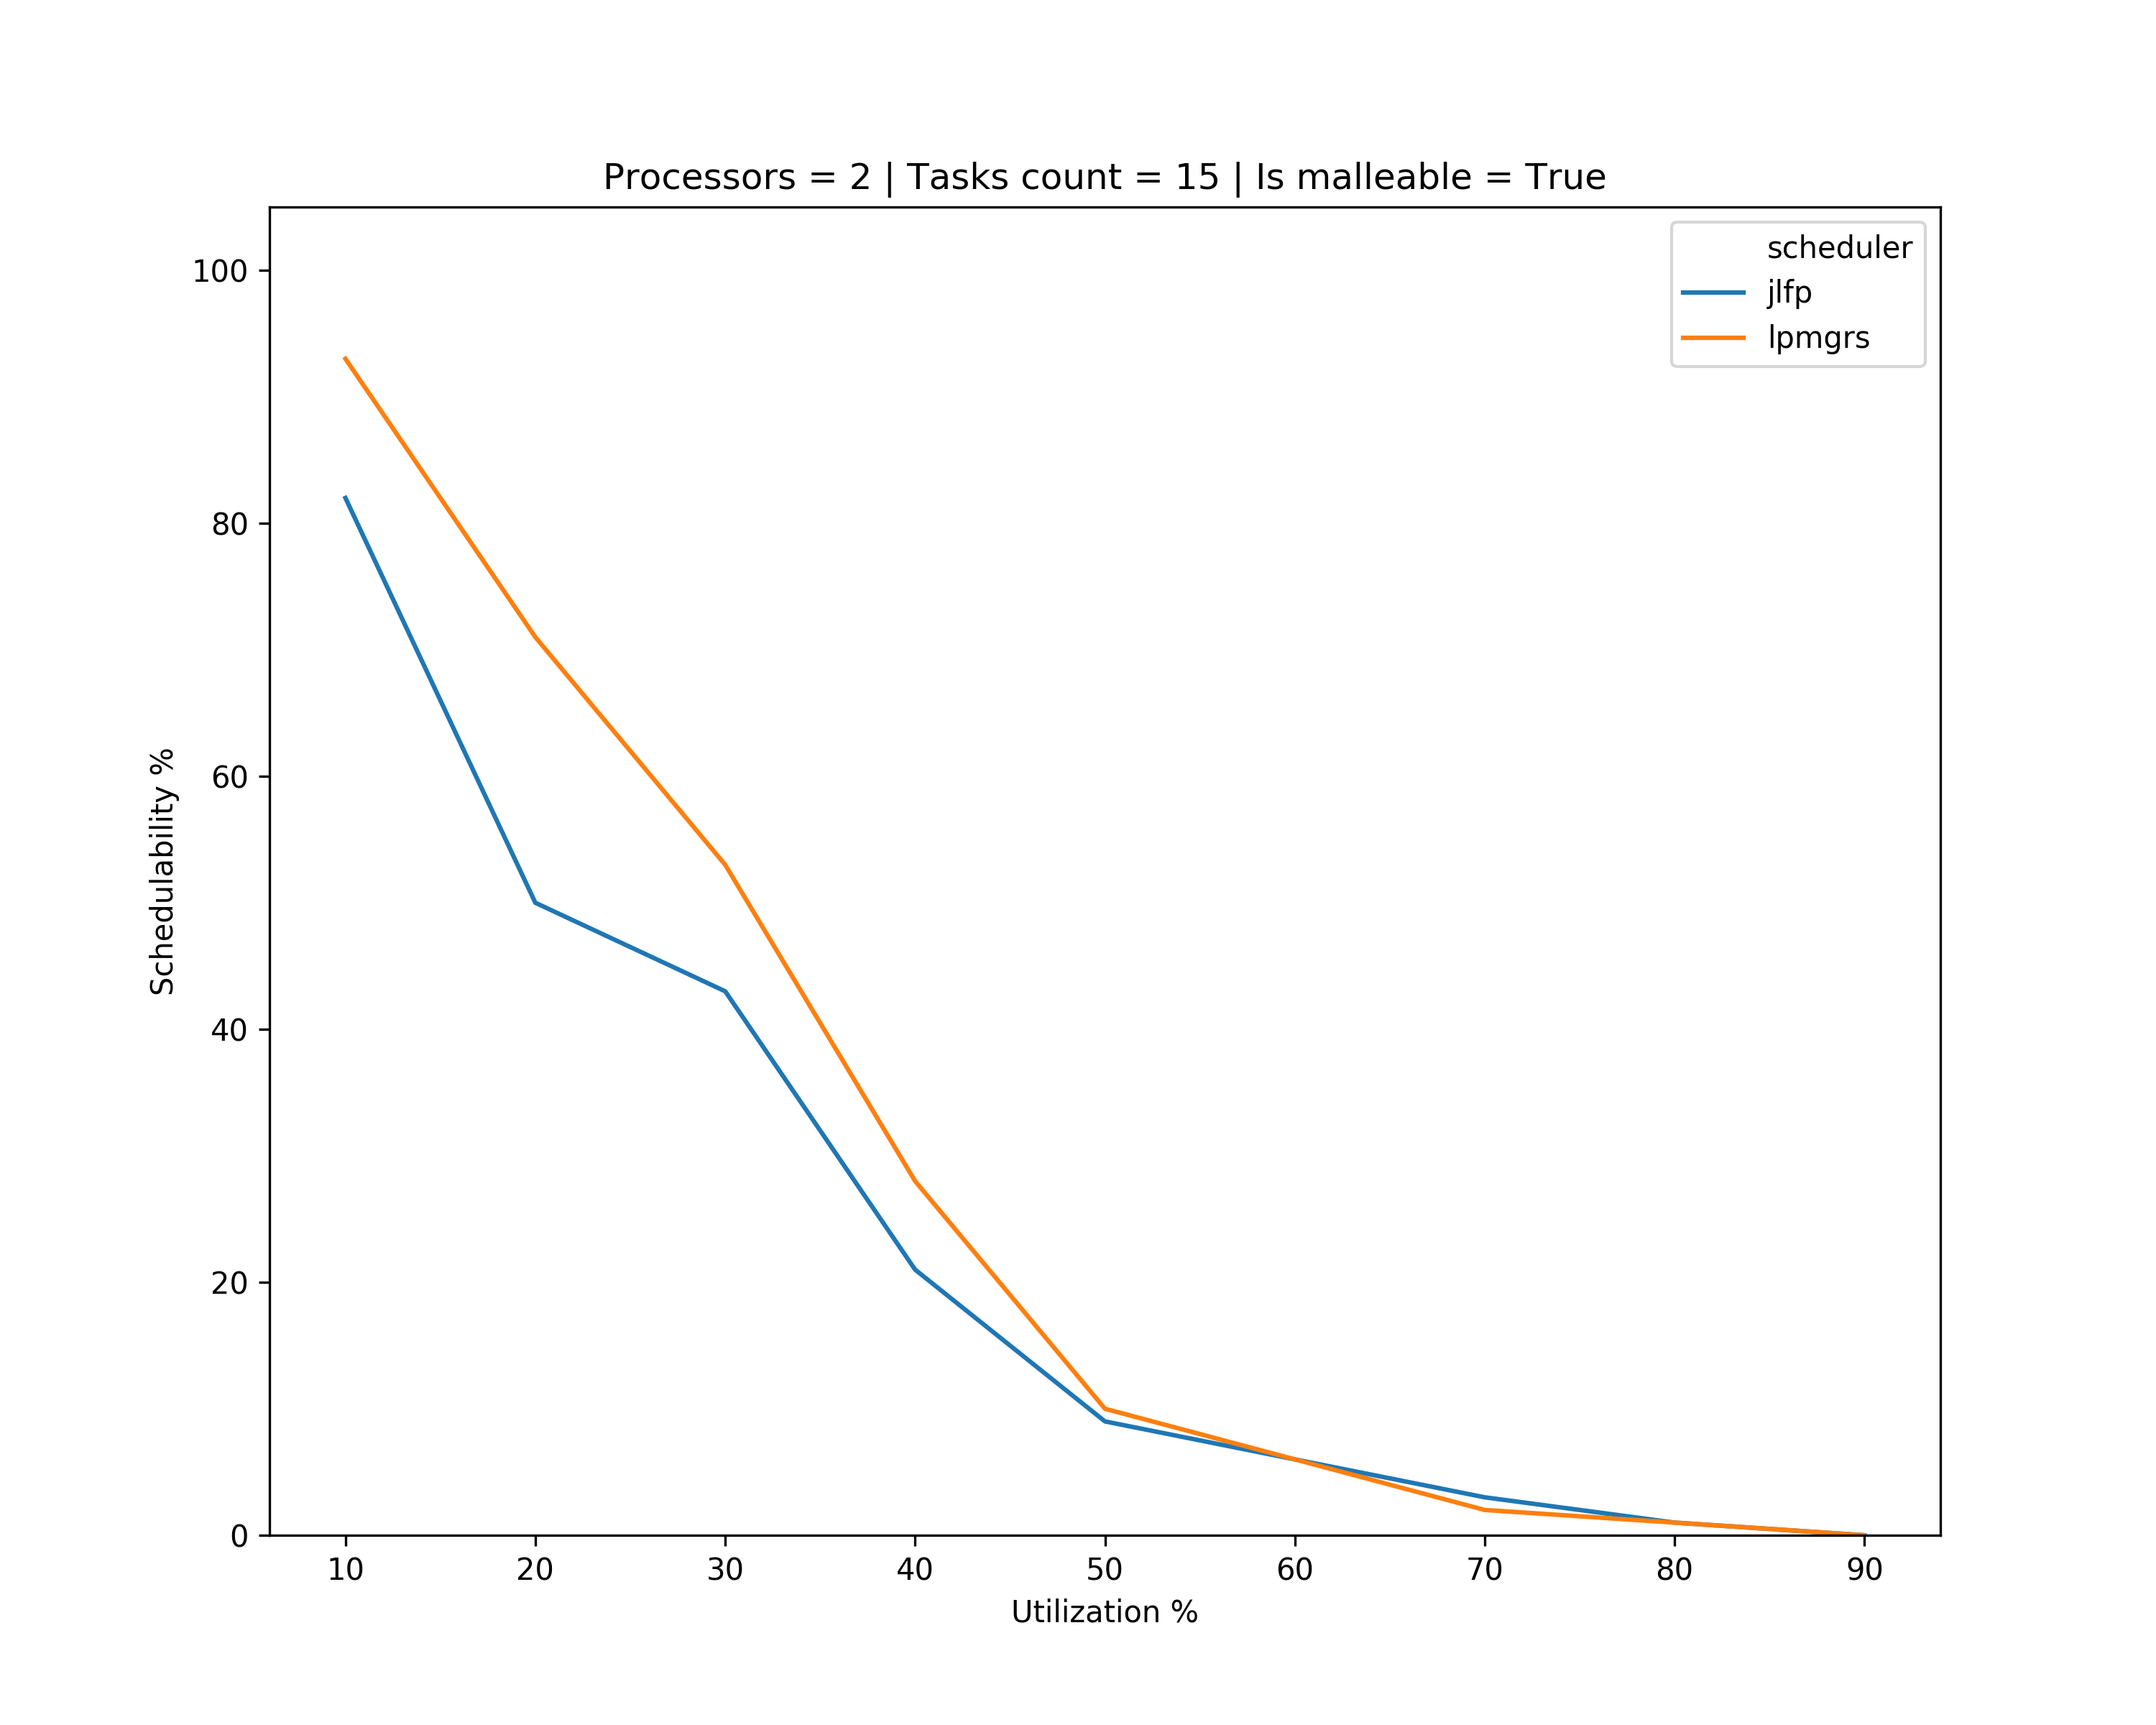 Processors = 2 | Tasks count = 15 | Is malleable = True
scheduler
jlfp
lpmgrs
100
80
60
40
20
0
Schedulability %
10 20 30 40 50 60 70 80 90
Utilization %